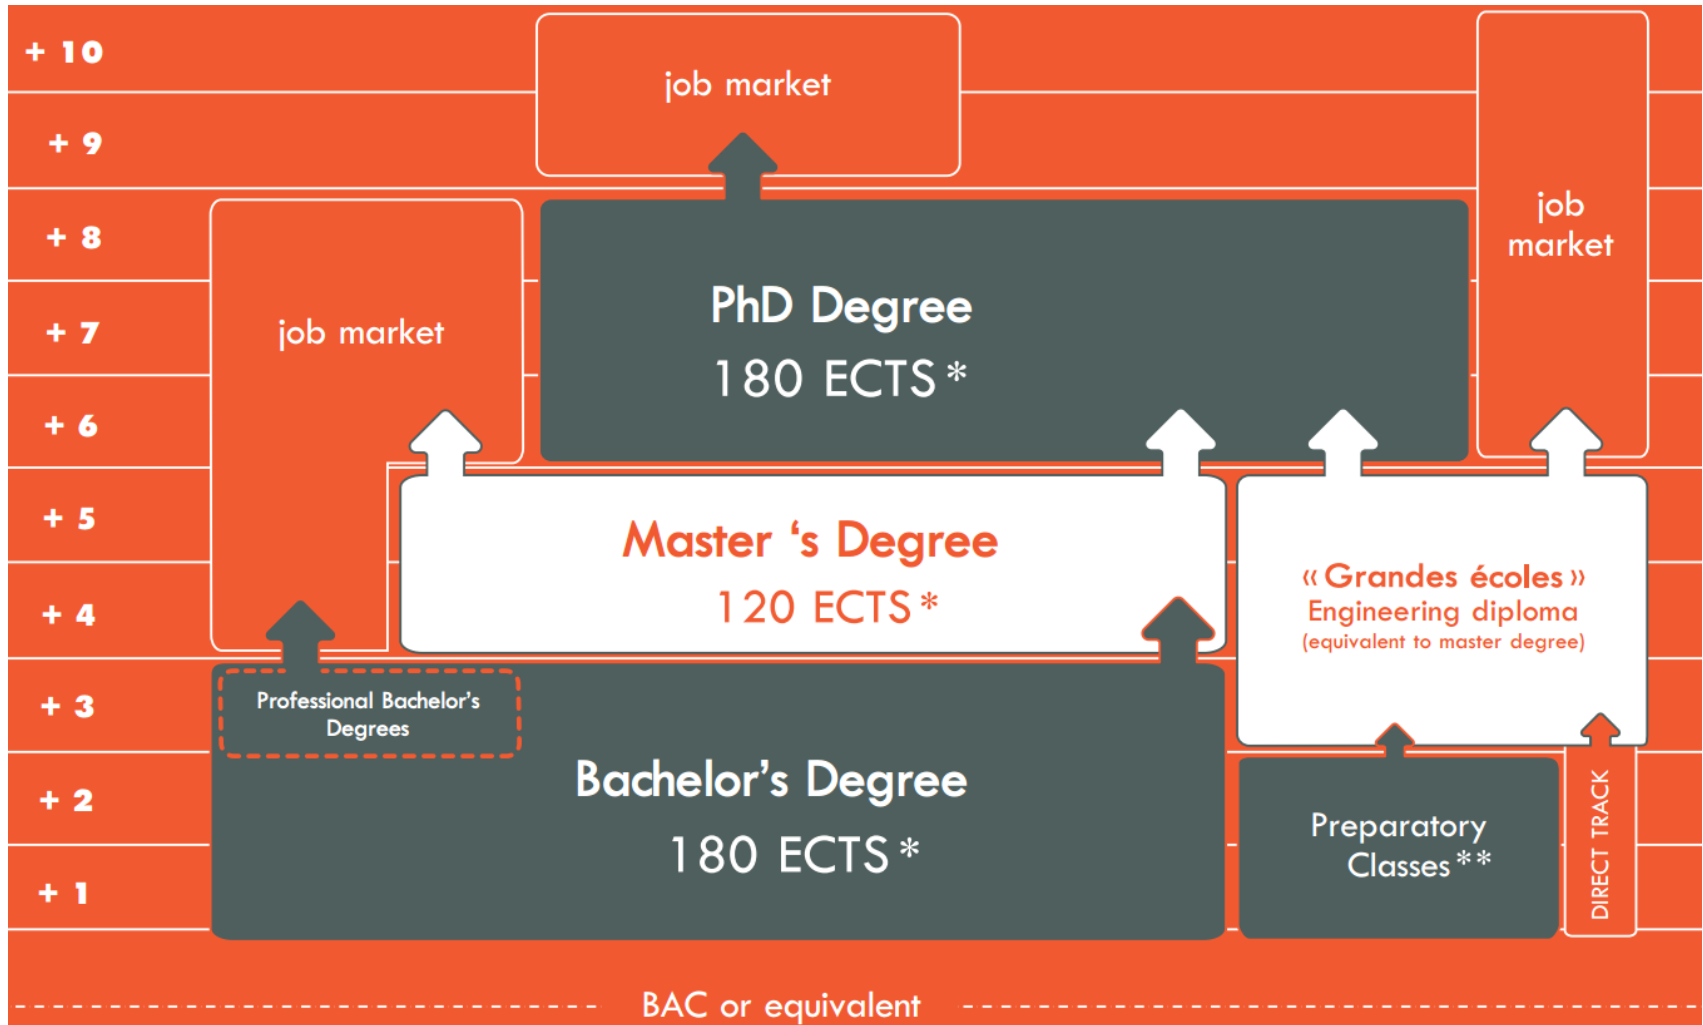 + 10
job market
+ 9
job
market
+ 8
PhD Degree
+ 7
job market
180 ECTS *
+ 6
+ 5
Master ‘s Degree
« Grandes écoles »
Engineering diploma
(equivalent to master degree)
120 ECTS *
+ 4
+ 3
Professional Bachelor’s
Degrees
Bachelor’s Degree
+ 2
180 ECTS *
Preparatory
Classes **
DIRECT TRACK
+ 1
BAC or equivalent